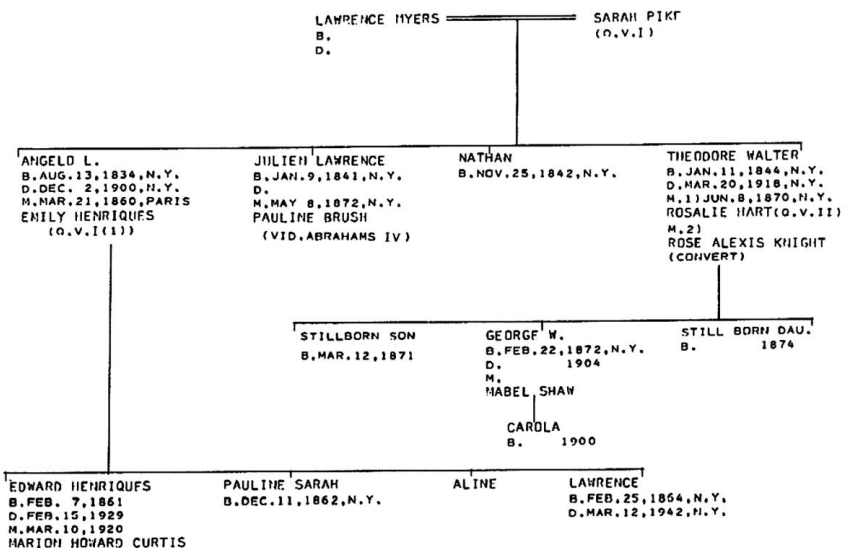 LAWRENCE MYERS
B.
D.
SARAH PIKE
(Q.V.I)
ANGELO L.
B.AUG.13,1834,N.Y.
D.DEC. 2,1900,N.Y.
M.MAR.21,1860,PARIS
EMILY HENRIQUES
(Q.V.I(1))
JULIEN LAWRENCE
B.JAN.9,1841,N.Y.
D.
M.MAY 8,1872,N.Y.
PAULINE BRUSH
(VID.ABRAHAMS IV)
NATHAN
B.NOV.25,1842,N.Y.
THEODORE WALTER
B.JAN.11,1844,N.Y.
D.MAR.20,1918,N.Y.
M.1)JUN.8,1870,N.Y.
ROSALIE HART(Q.V.II)
M.2)
ROSE ALEXIS KNIGHT
(CONVERT)
STILLBORN SON
B.MAR.12,1871
GEORGE W.
B.FEB.22,1872,N.Y.
D. 1904
M.
MABEL SHAW
STILL BORN DAU.
B. 1874
CAROLA
B. 1900
EDWARD HENRIQUES
B.FEB. 7,1861
D.FEB.15,1929
M.MAR.10,1920
MARION HOWARD CURTIS
PAULINE SARAH
B.DEC.11,1862,N.Y.
ALINE
LAWRENCE
B.FEB.25,1864,N.Y.
D.MAR.12,1942,N.Y.